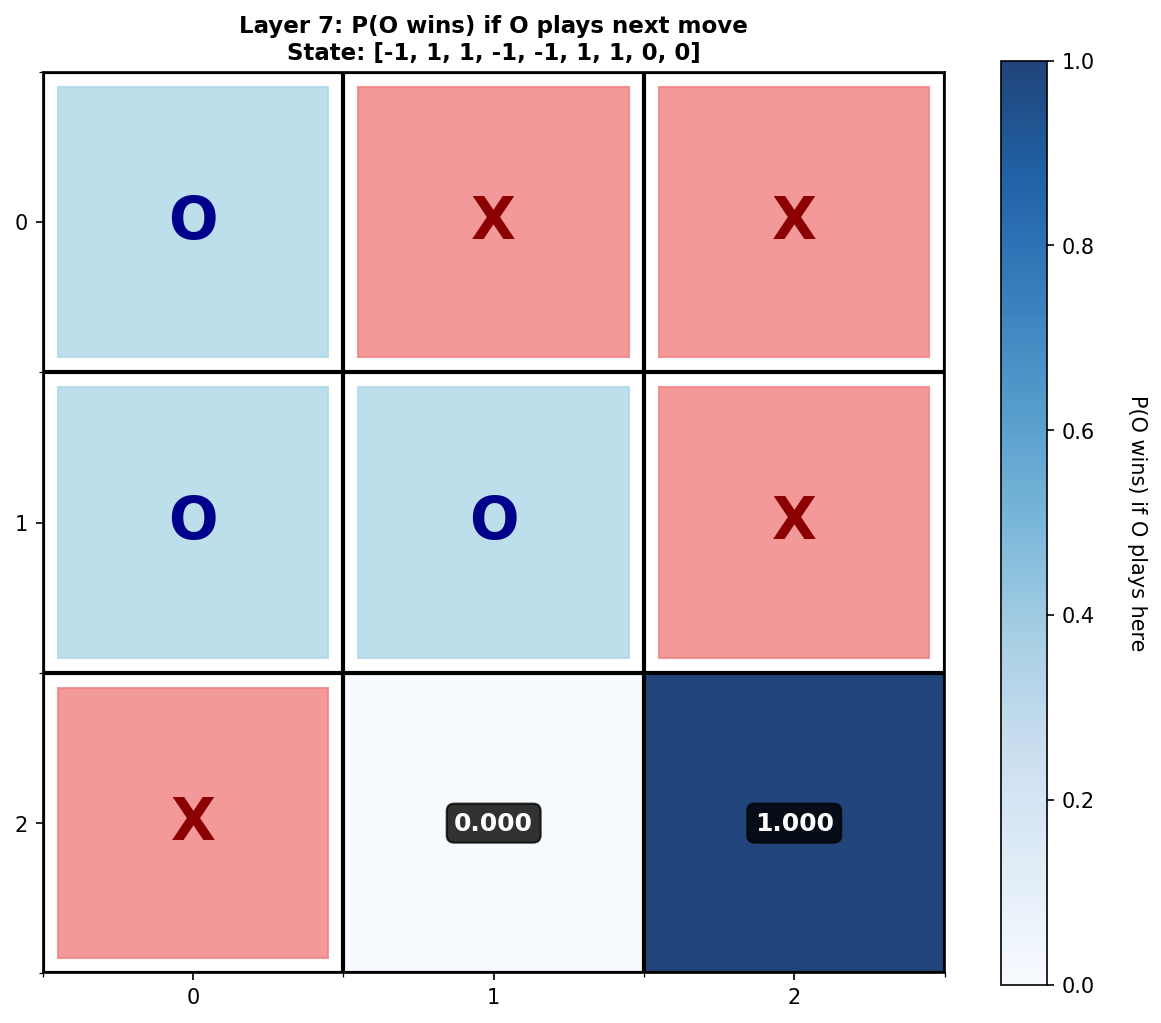 Layer 7: P(O wins) if O plays next move
State: [-1, 1, 1, -1, -1, 1, 1, 0, 0]
0
O
X
X
1
O
O
X
2
X
0.000
1.000
0
1
2
1.0
0.8
0.6
0.4
0.2
0.0
P(O wins) if O plays here